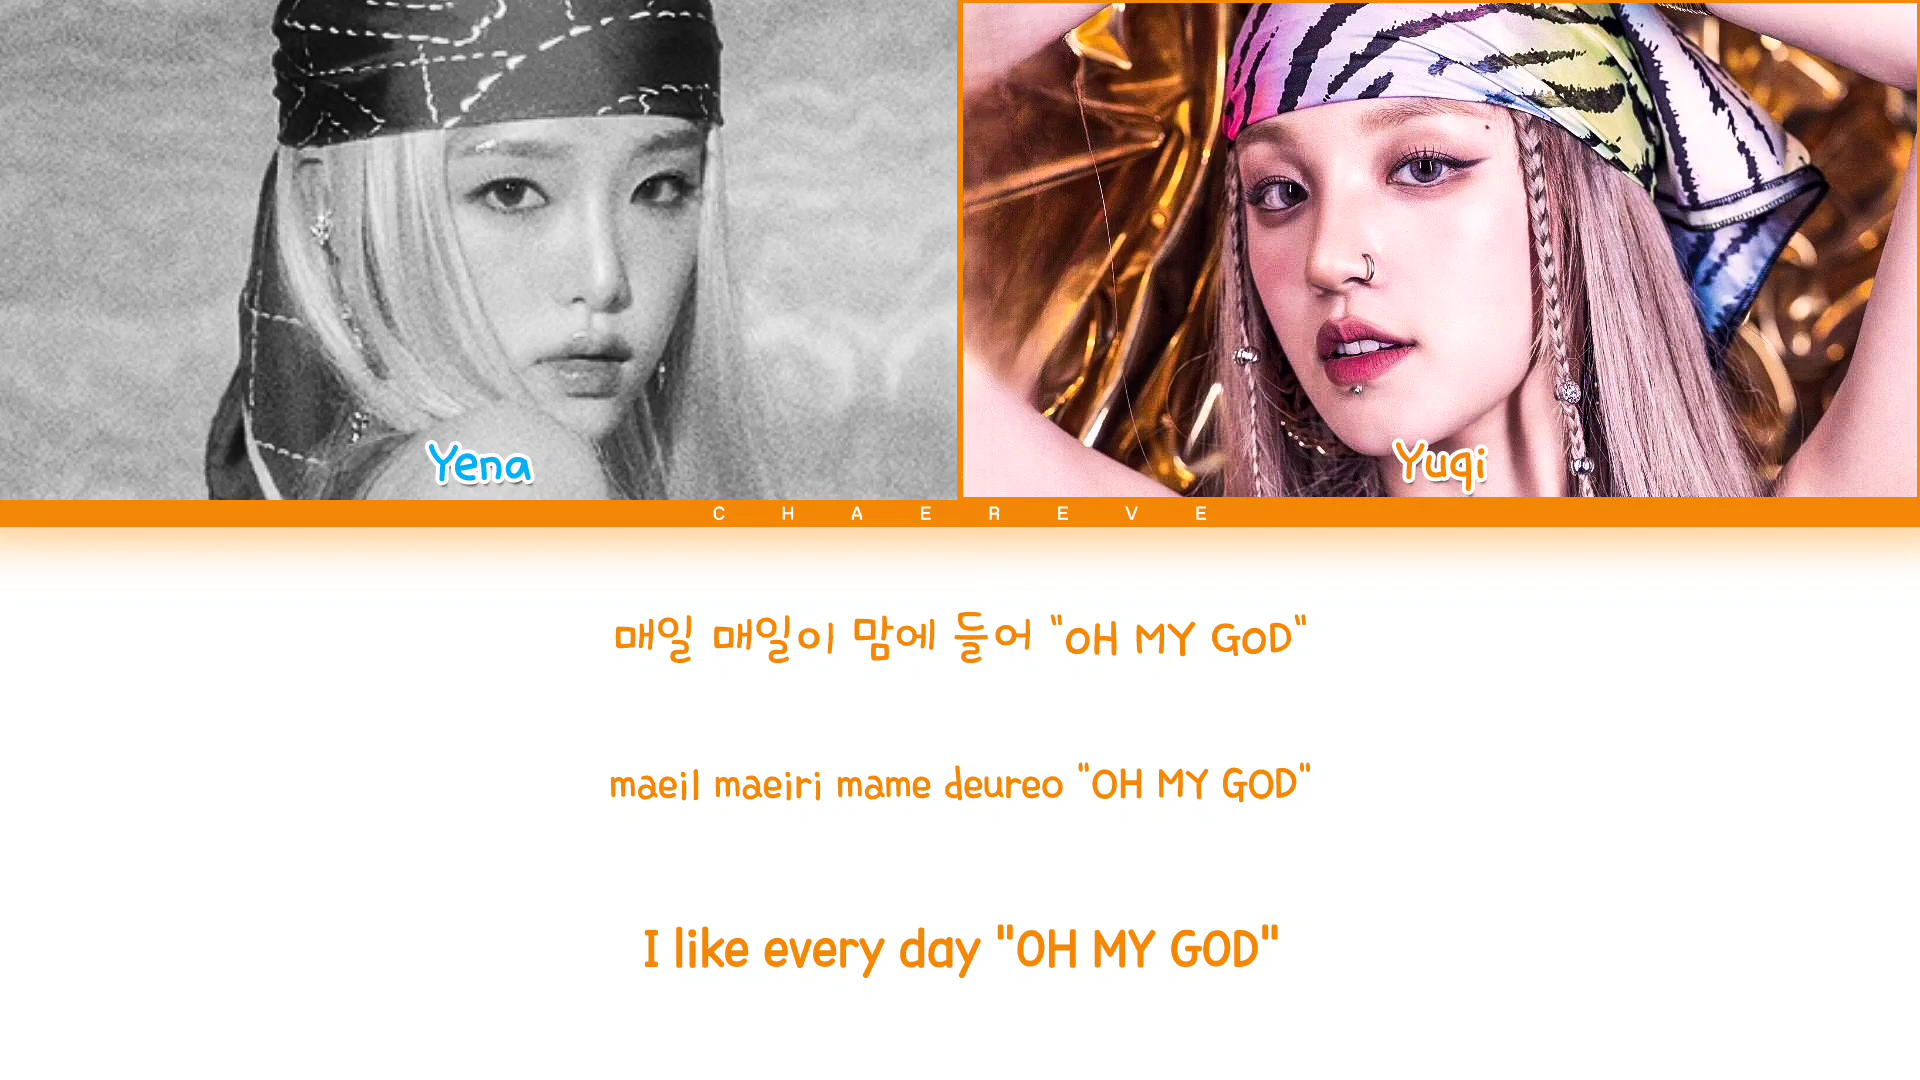 Yena
Yuqi
CHAEREVE
매일 매일이 맘에 들어 "OH MY GOD"
maeil maeiri mame deureo "OH MY GOD"
I like every day "OH MY GOD"